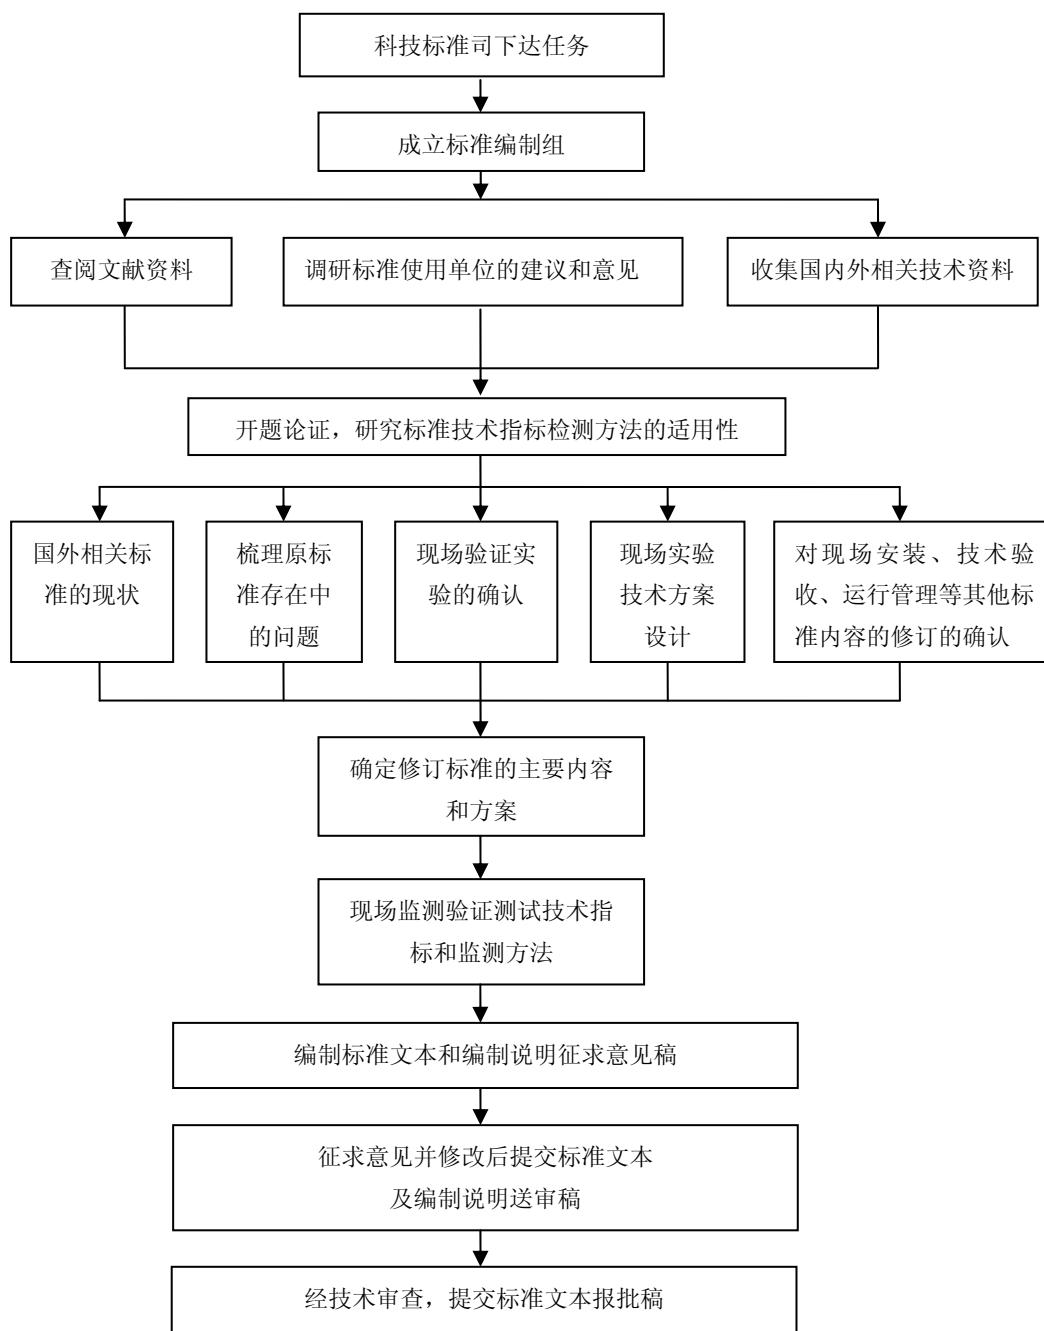 科技标准司下达任务
成立标准编制组
查阅文献资料
调研标准使用单位的建议和意见
收集国内外相关技术资料
开题论证，研究标准技术指标检测方法的适用性
国外相关标
准的现状
梳理原标
准存在中
的问题
现场验证实
验的确认
现场实验
技术方案
设计
对现场安装、技术验
收、运行管理等其他标
准内容的修订的确认
确定修订标准的主要内容
和方案
现场监测验证测试技术指
标和监测方法
编制标准文本和编制说明征求意见稿
征求意见并修改后提交标准文本
及编制说明送审稿
经技术审查，提交标准文本报批稿